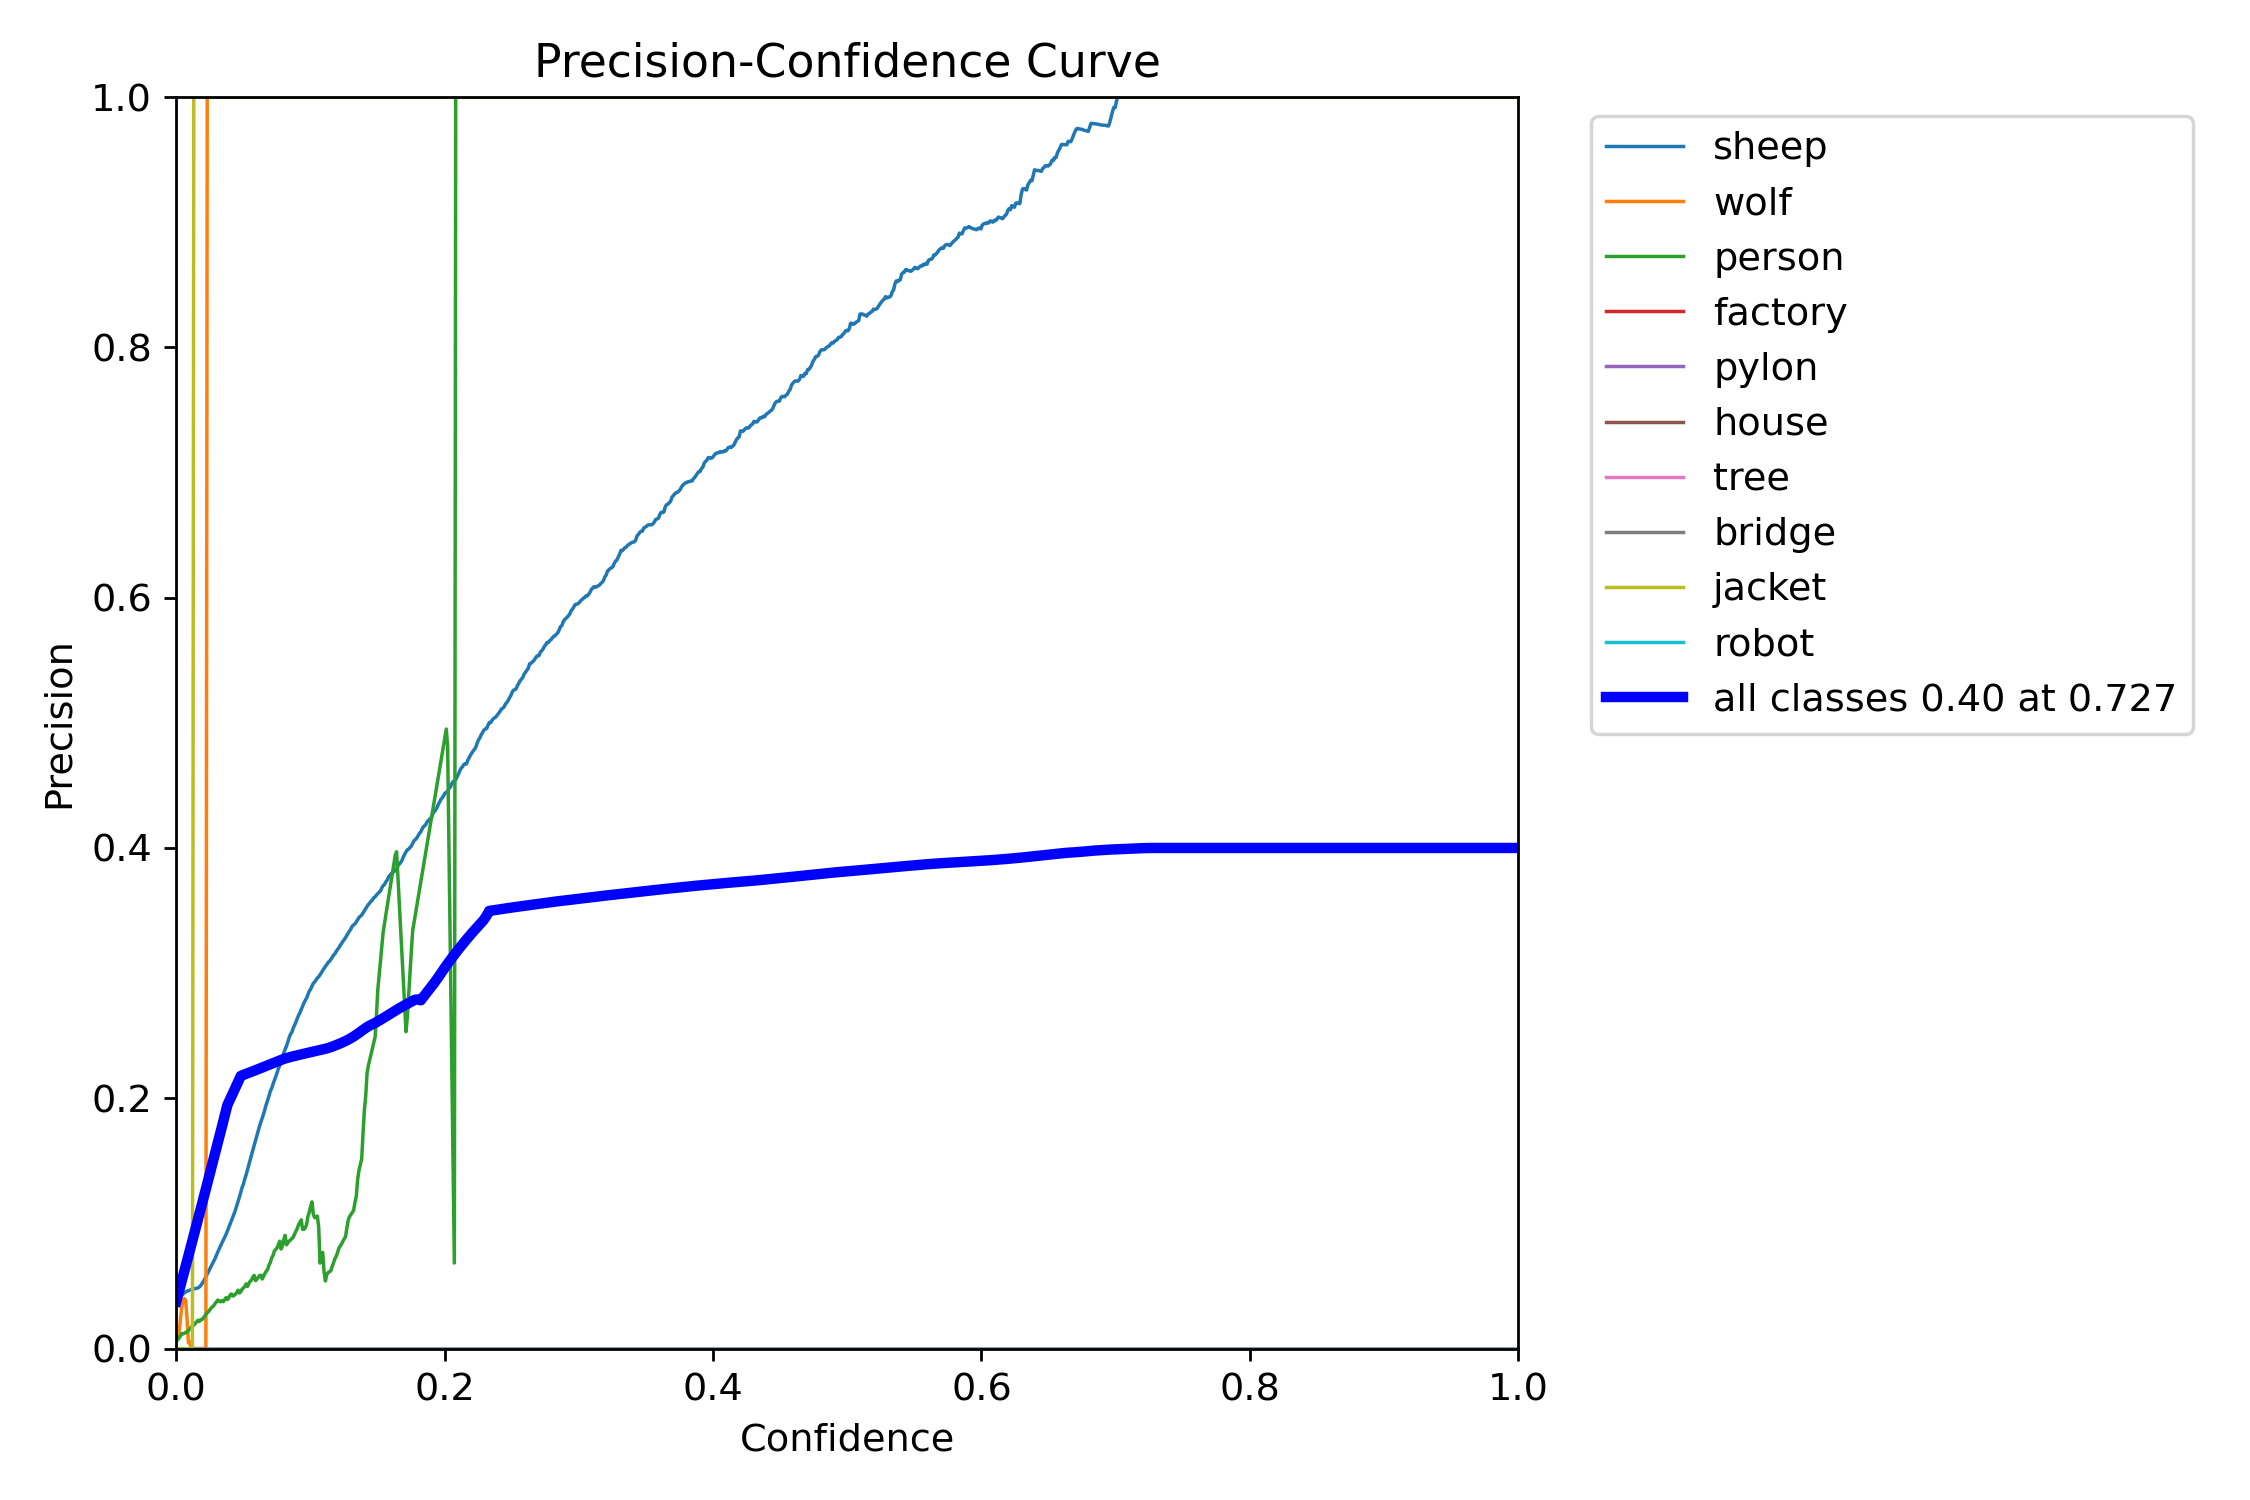 Precision-Confidence Curve
1.0
0.8
0.6
0.4
0.2
0.0
Precision
0.0 0.2 0.4 0.6 0.8 1.0
Confidence
sheep
wolf
person
factory
pylon
house
tree
bridge
jacket
robot
all classes 0.40 at 0.727